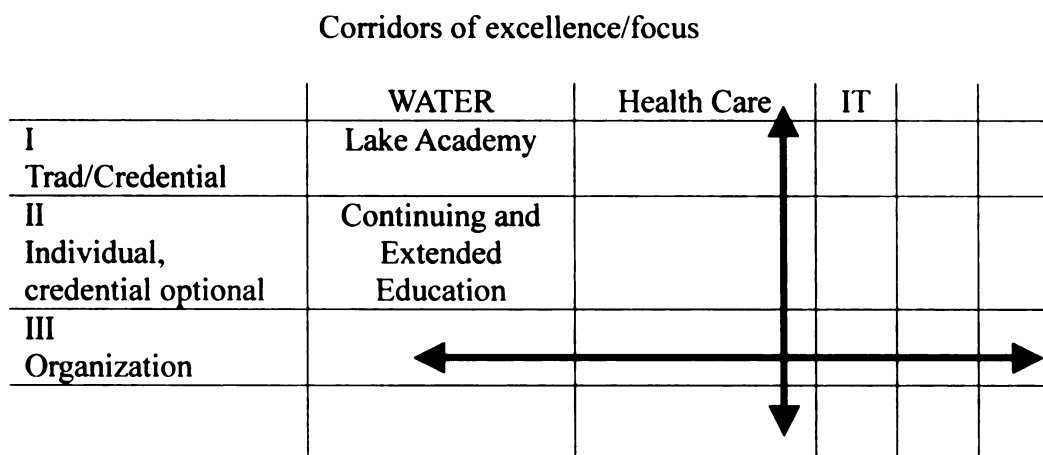 Corridors of excellence/focus
WATER Health Care IT
I Lake Academy
Trad/Credential
II Continuing and
Individual, Extended
credential optional Education
III
Organization